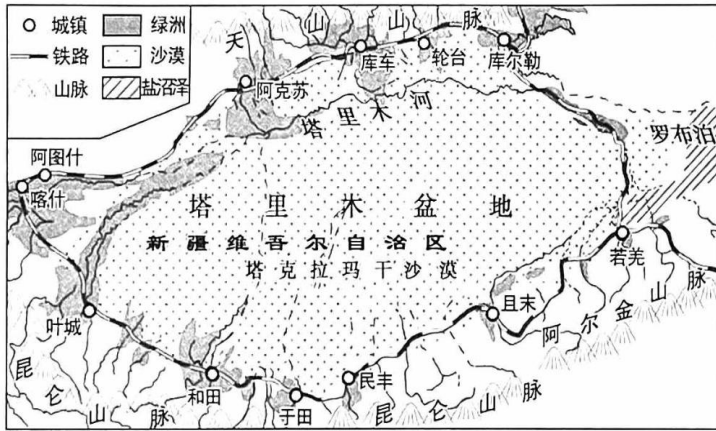 城镇 绿洲
铁路 沙漠
山脉 盐沼泽
天山山脉
库车
轮台
库尔勒
阿克苏
塔里木河
罗布泊
阿图什
喀什
塔里木盆地
新疆维吾尔自治区
塔克拉玛干沙漠
若羌
且末
阿尔金山脉
叶城
和田
于田
民丰
昆仑山脉
昆仑山脉